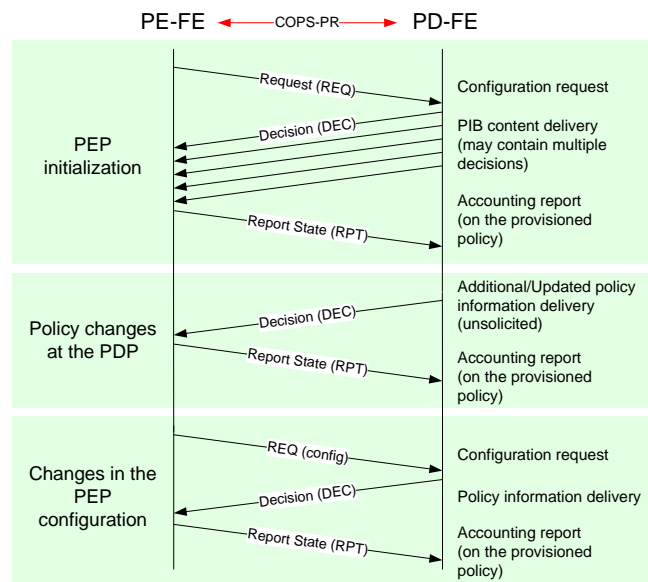 PE-FE COPS-PR PD-FE
Request (REQ)
Configuration request
Decision (DEC)
PEP
initialization
PIB content delivery
(may contain multiple
decisions)
Report State (RPT)
Accounting report
(on the provisioned
policy)
Policy changes
at the PDP
Decision (DEC)
Additional/Updated policy
information delivery
(unsolicited)
Report State (RPT)
Accounting report
(on the provisioned
policy)
Changes in the
PEP
configuration
REQ (config)
Configuration request
Decision (DEC)
Policy information delivery
Report State (RPT)
Accounting report
(on the provisioned
policy)